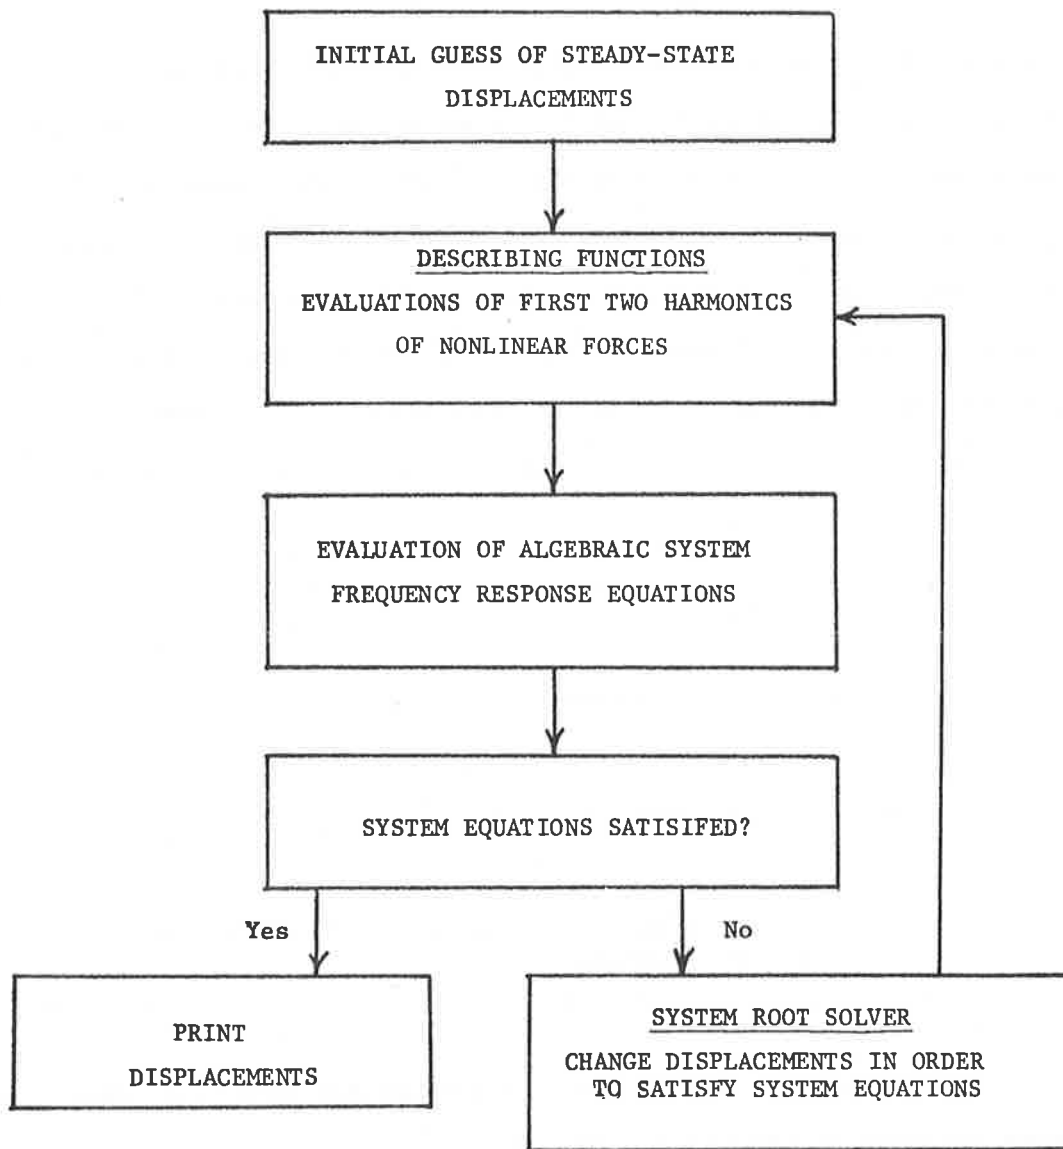 INITIAL GUESS OF STEADY-STATE
DISPLACEMENTS
DESCRIBING FUNCTIONS
EVALUATIONS OF FIRST TWO HARMONICS
OF NONLINEAR FORCES
EVALUATION OF ALGEBRAIC SYSTEM
FREQUENCY RESPONSE EQUATIONS
SYSTEM EQUATIONS SATISIFED?
Yes
No
PRINT
DISPLACEMENTS
SYSTEM ROOT SOLVER
CHANGE DISPLACEMENTS IN ORDER
TO SATISFY SYSTEM EQUATIONS